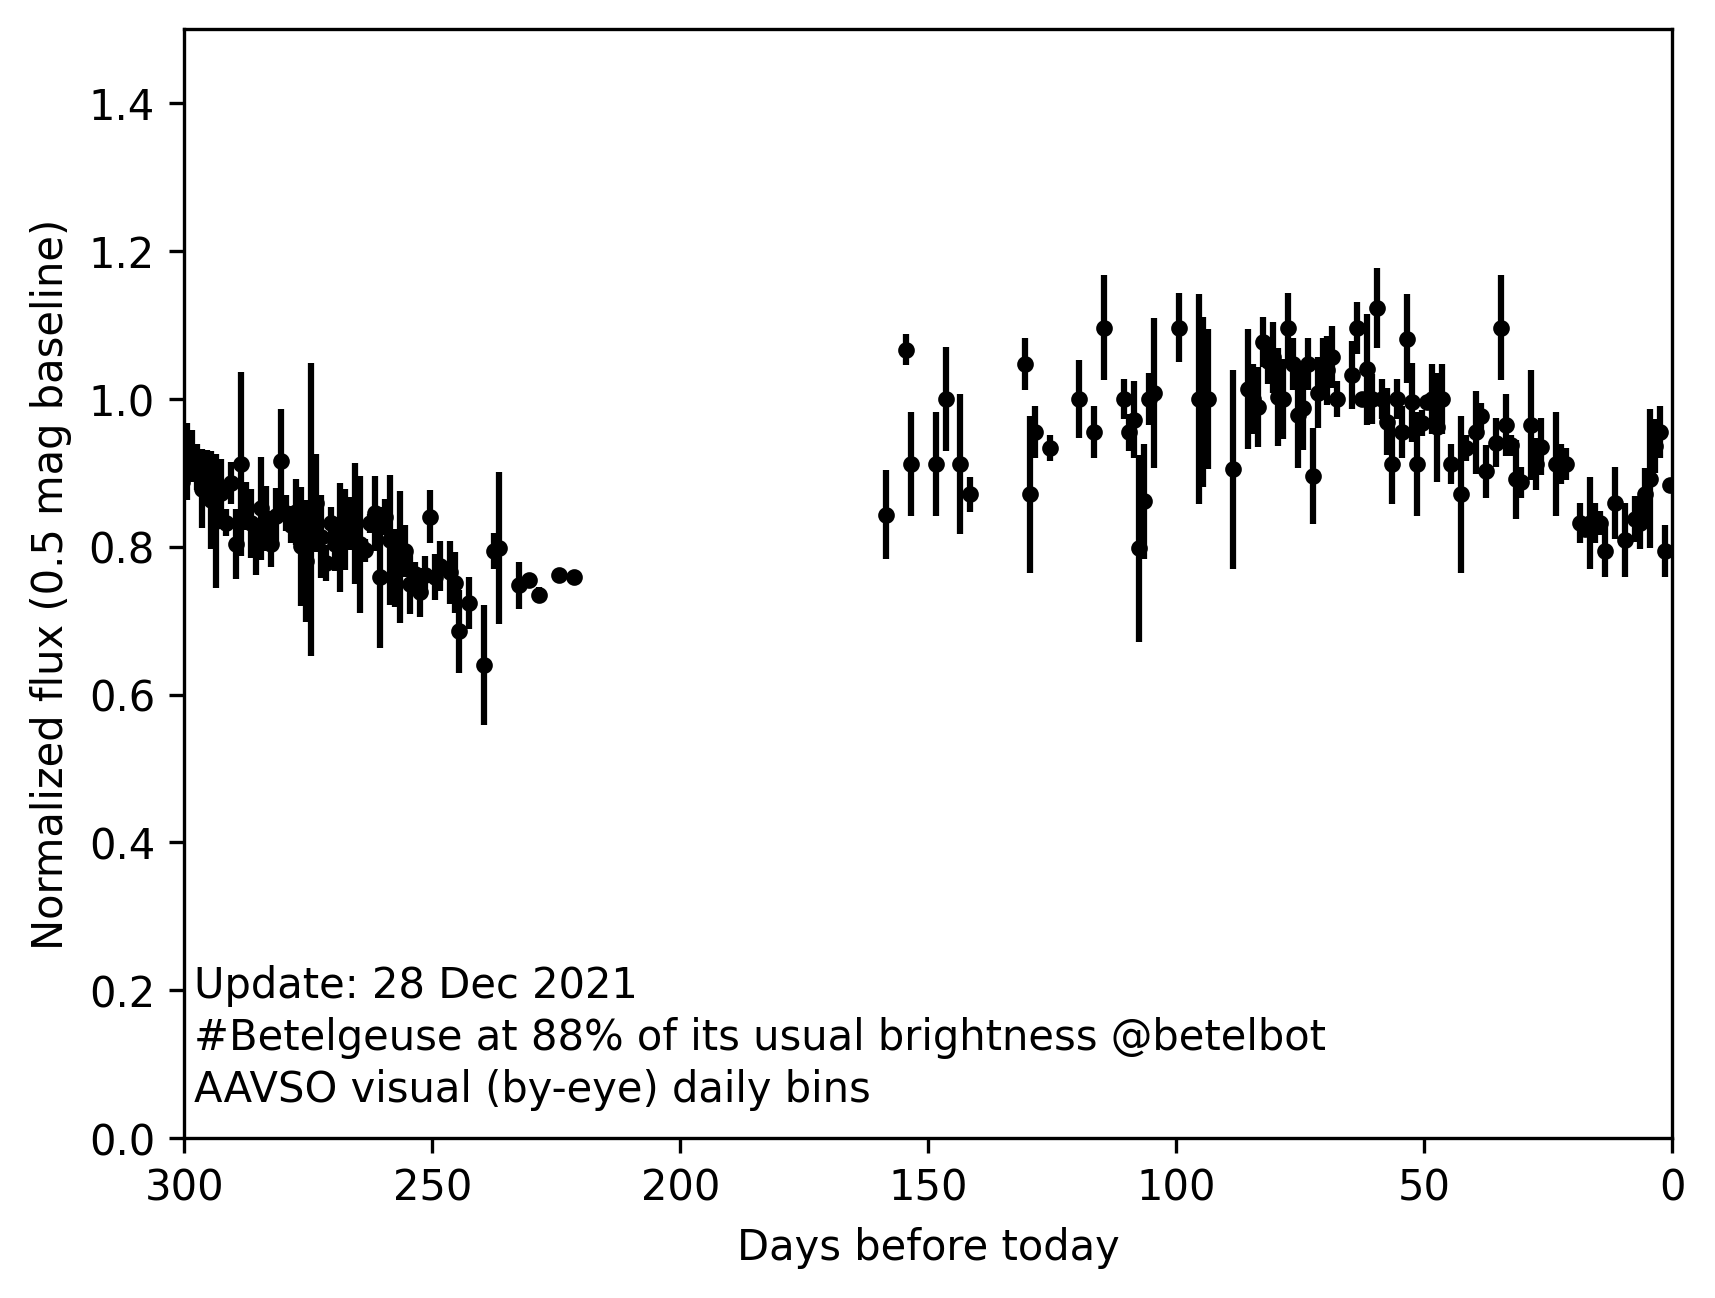 1.4
1.2
1.0
0.8
0.6
0.4
0.2
0.0
Normalized flux (0.5 mag baseline)
Update: 28 Dec 2021
#Betelgeuse at 88% of its usual brightness @betelbot
AAVSO visual (by-eye) daily bins
300 250 200 150 100 50 0
Days before today